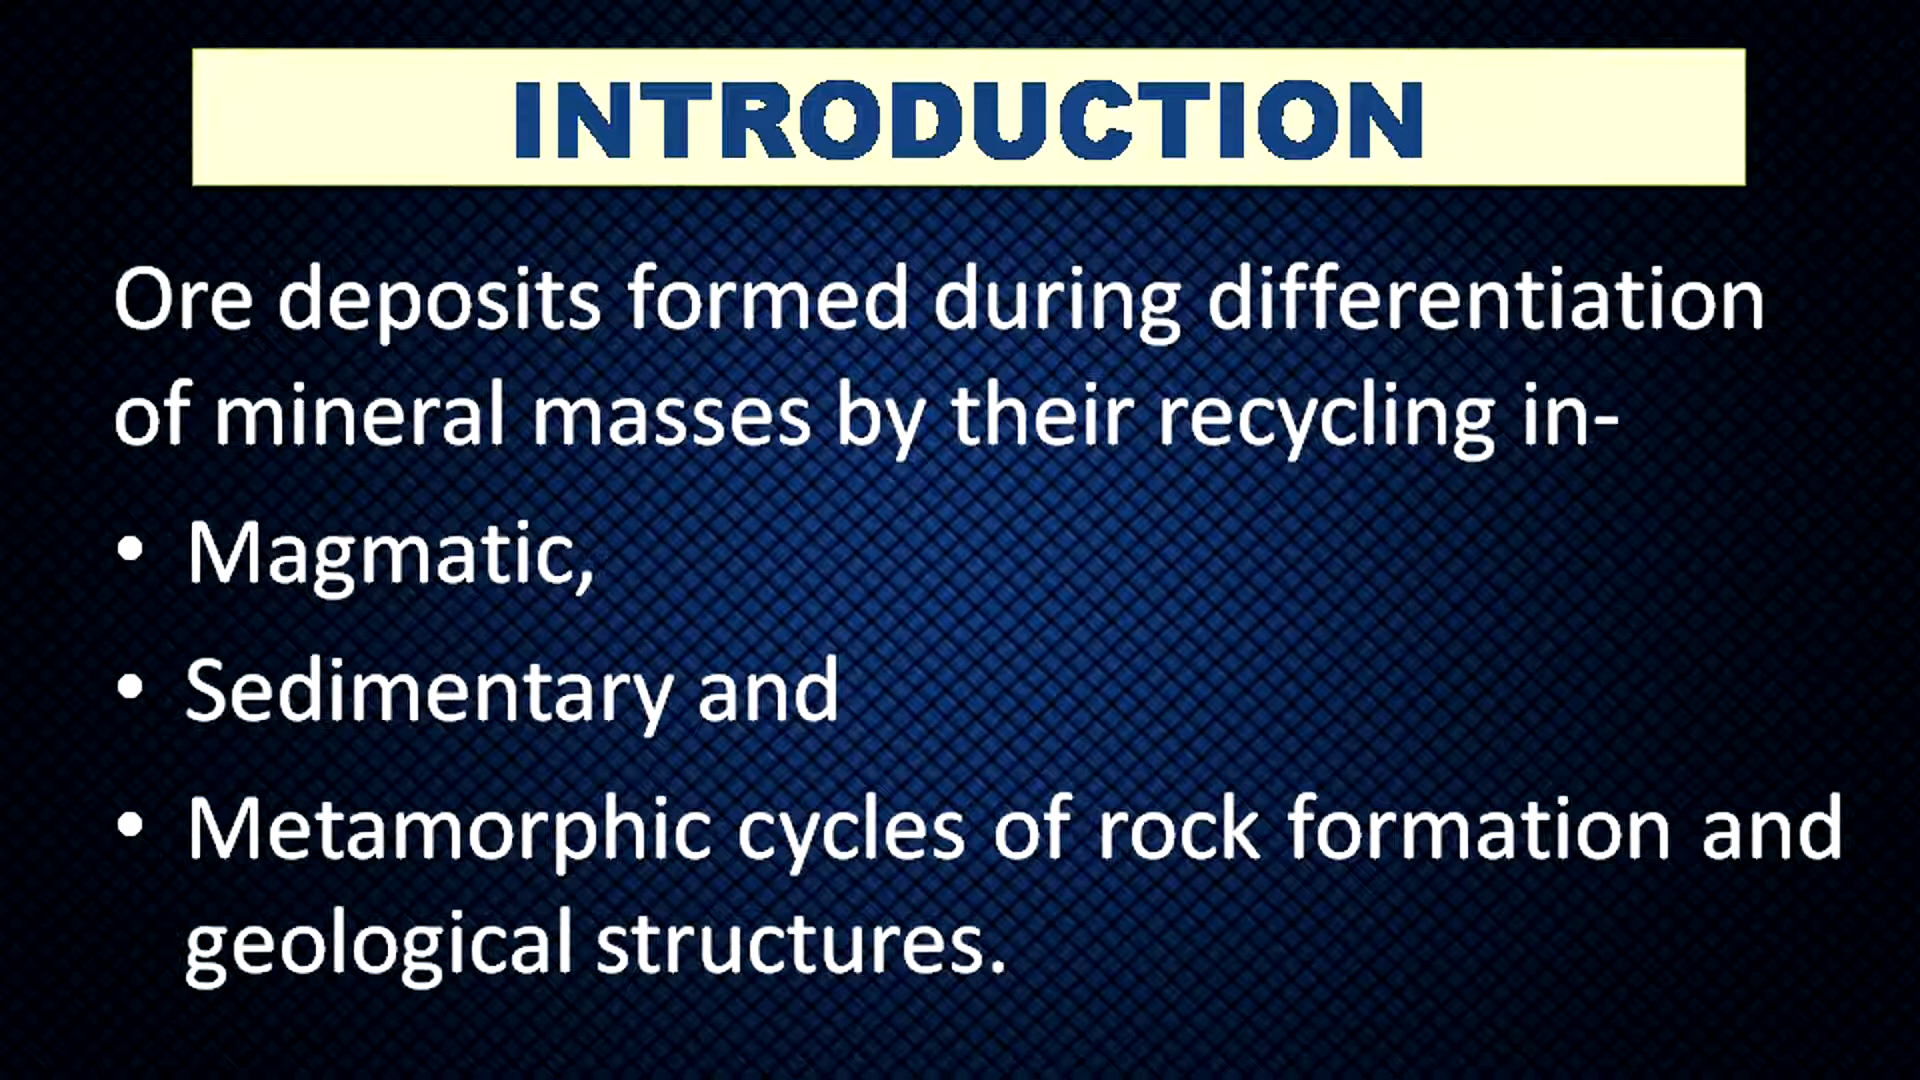 INTRODUCTION
Ore deposits formed during differentiation
of mineral masses by their recycling in-
• Magmatic,
• Sedimentary and
• Metamorphic cycles of rock formation and
geological structures.